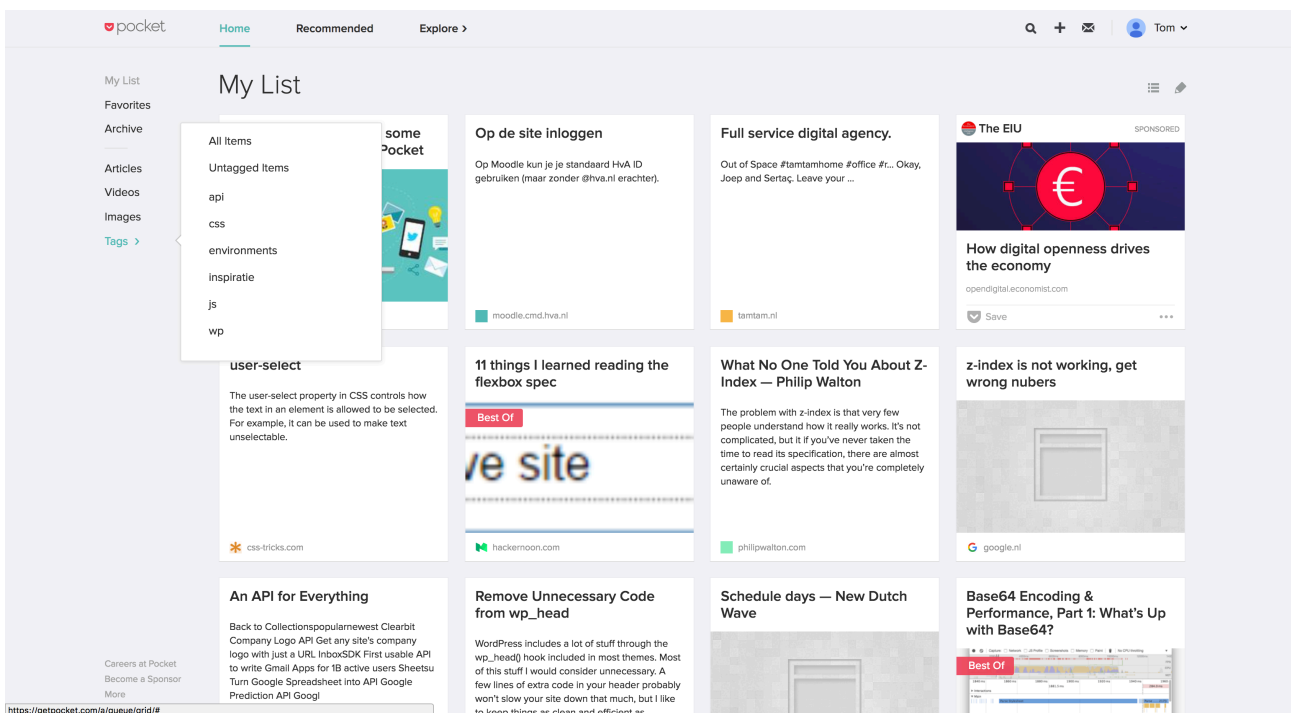 pocket
Home
Recommended
Explore >
Tom
My List
Favorites
Archive
Articles
Videos
Images
Tags >
My List
All Items
Untagged Items
api
css
environments
inspiratie
js
wp
some
Pocket
Op de site inloggen
Op Moodle kun je je standaard HvA ID
gebruiken (maar zonder @hva.nl erachter).
moodle.cmd.hva.nl
Full service digital agency.
Out of Space #tamtamhome #office #r... Okay,
Joep and Sertaç. Leave your ...
tamtam.nl
The EIU
SPONSORED
€
How digital openness drives
the economy
opendigital.economist.com
Save
user-select
The user-select property in CSS controls how
the text in an element is allowed to be selected.
For example, it can be used to make text
unselectable.
css-tricks.com
11 things I learned reading the
flexbox spec
Best Of
ve site
hackernoon.com
What No One Told You About Z-
Index — Philip Walton
The problem with z-index is that very few
people understand how it really works. It's not
complicated, but it if you've never taken the
time to read its specification, there are almost
certainly crucial aspects that you're completely
unaware of.
philipwalton.com
z-index is not working, get
wrong nubers
google.nl
An API for Everything
Back to Collectionspopularnewest Clearbit
Company Logo API Get any site's company
logo with just a URL InboxSDK First usable API
to write Gmail Apps for 1B active users Sheetsu
Turn Google Spreadsheet into API Google
Prediction API Googl
Remove Unnecessary Code
from wp_head
WordPress includes a lot of stuff through the
wp_head() hook included in most themes. Most
of this stuff I would consider unnecessary. A
few lines of extra code in your header probably
won't slow your site down that much, but I like
to keep things as clean and efficient as
Schedule days — New Dutch
Wave
Base64 Encoding &
Performance, Part 1: What's Up
with Base64?
Best Of
Careers at Pocket
Become a Sponsor
More
https://getpocket.com/a/queue/grid/#